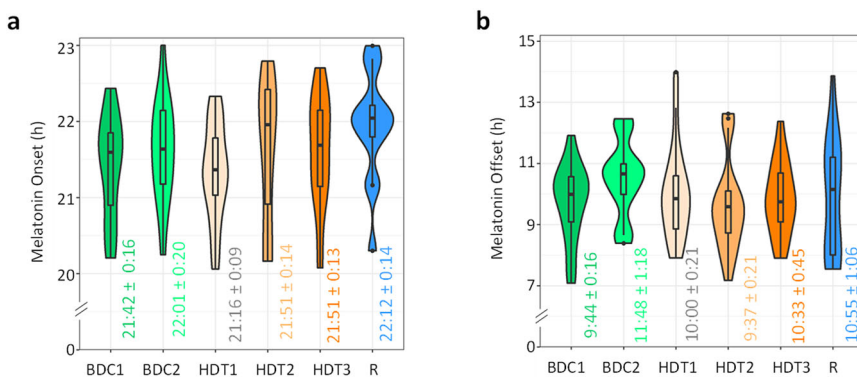 a
Melatonin Onset (h)
23
22
21
20
0
21:42 ± 0:16
22:01 ± 0:20
21:16 ± 0:09
21:51 ± 0:14
21:51 ± 0:13
22:12 ± 0:14
BDC1 BDC2 HDT1 HDT2 HDT3 R
b
Melatonin Offset (h)
15
13
11
9
7
0
9:44 ± 0:16
11:48 ± 1:18
10:00 ± 0:21
9:37 ± 0:21
10:33 ± 0:45
10:55 ± 1:06
BDC1 BDC2 HDT1 HDT2 HDT3 R